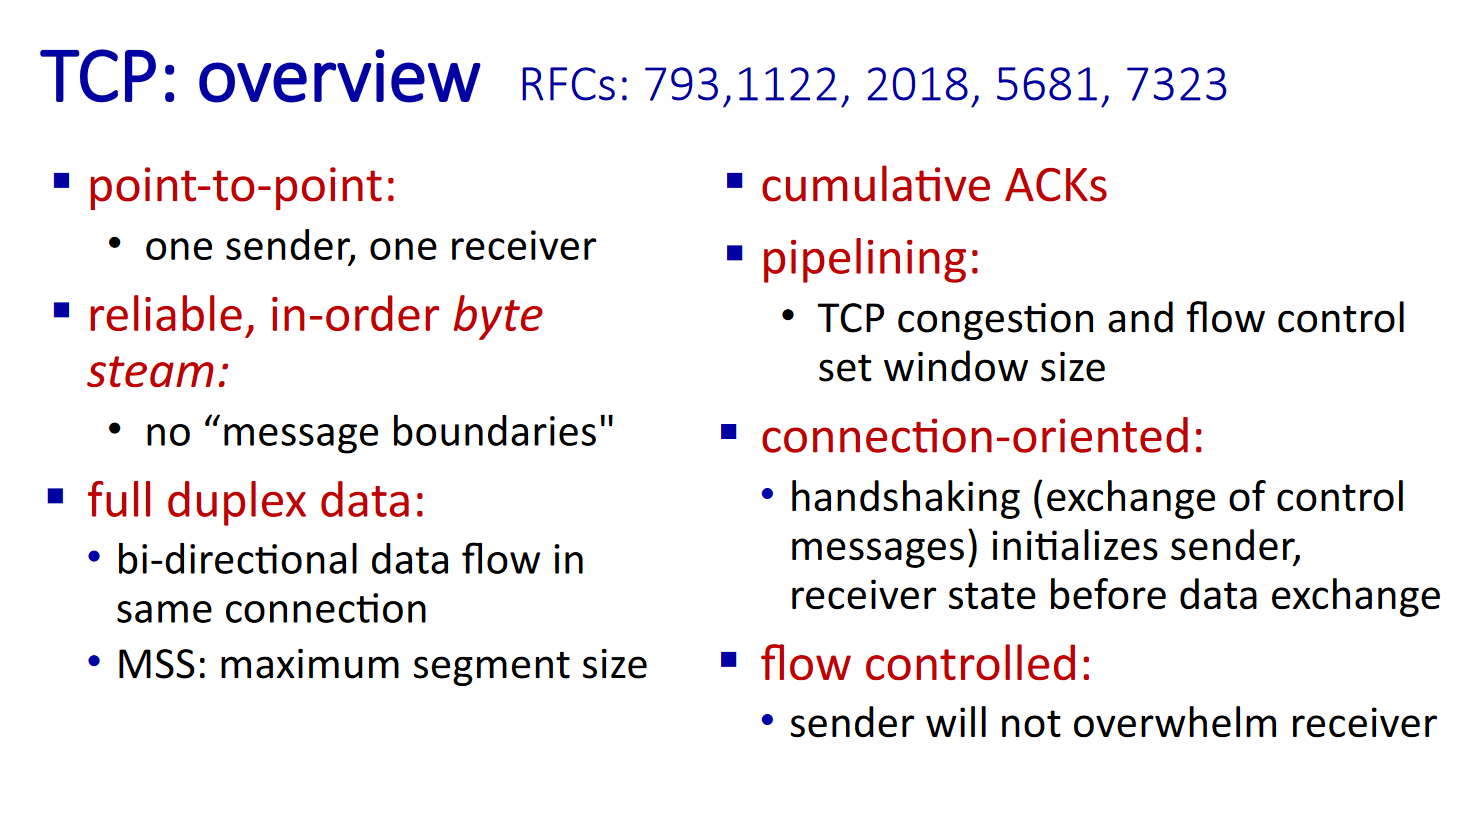 TCP: overview RFCs: 793,1122, 2018, 5681, 7323
point-to-point:
one sender, one receiver
reliable, in-order byte
steam:
no “message boundaries"
full duplex data:
bi-directional data flow in
same connection
MSS: maximum segment size
cumulative ACKs
pipelining:
TCP congestion and flow control
set window size
connection-oriented:
handshaking (exchange of control
messages) initializes sender,
receiver state before data exchange
flow controlled:
sender will not overwhelm receiver